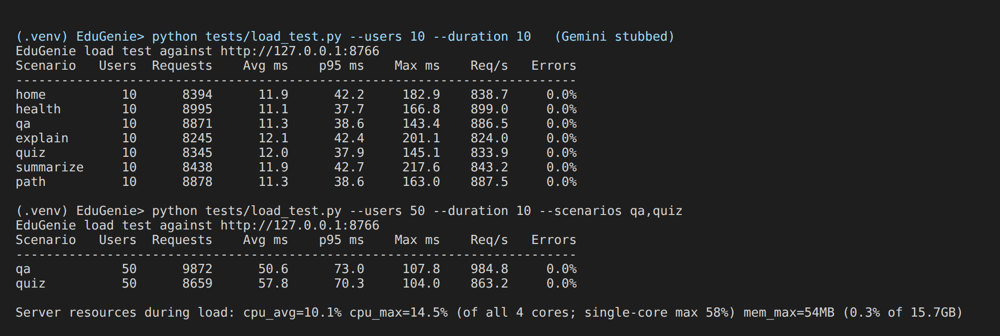 (.venv) EduGenie> python tests/load_test.py --users 10 --duration 10   (Gemini stubbed)
EduGenie load test against http://127.0.0.1:8766
Scenario   Users  Requests    Avg ms    p95 ms    Max ms    Req/s   Errors
--------------------------------------------------------------------------
home          10      8394      11.9      42.2     182.9    838.7     0.0%
health        10      8995      11.1      37.7     166.8    899.0     0.0%
qa            10      8871      11.3      38.6     143.4    886.5     0.0%
explain       10      8245      12.1      42.4     201.1    824.0     0.0%
quiz          10      8345      12.0      37.9     145.1    833.9     0.0%
summarize     10      8438      11.9      42.7     217.6    843.2     0.0%
path          10      8878      11.3      38.6     163.0    887.5     0.0%
(.venv) EduGenie> python tests/load_test.py --users 50 --duration 10 --scenarios qa,quiz
EduGenie load test against http://127.0.0.1:8766
Scenario   Users  Requests    Avg ms    p95 ms    Max ms    Req/s   Errors
--------------------------------------------------------------------------
qa            50      9872      50.6      73.0     107.8    984.8     0.0%
quiz          50      8659      57.8      70.3     104.0    863.2     0.0%
Server resources during load: cpu_avg=10.1% cpu_max=14.5% (of all 4 cores; single-core max 58%) mem_max=54MB (0.3% of 15.7GB)